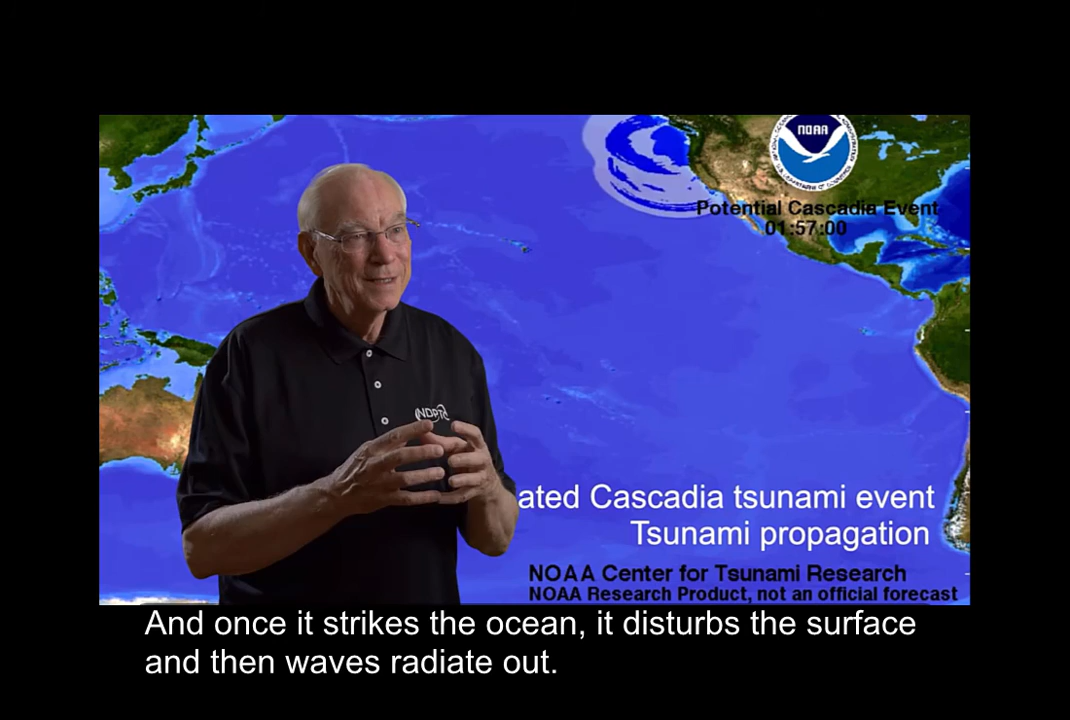 NOAA
Potential Cascadia Event
01:57:00
NDPTC
ated Cascadia tsunami event
Tsunami propagation
NOAA Center for Tsunami Research
NOAA Research Product, not an official forecast
And once it strikes the ocean, it disturbs the surface
and then waves radiate out.